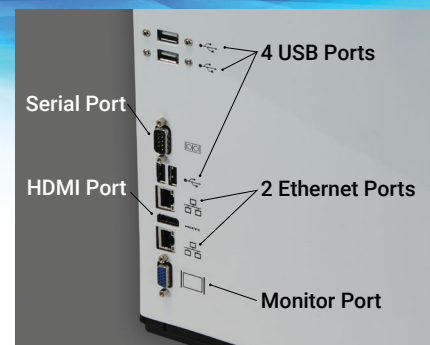 4 USB Ports
Serial Port
HDMI Port
2 Ethernet Ports
Monitor Port